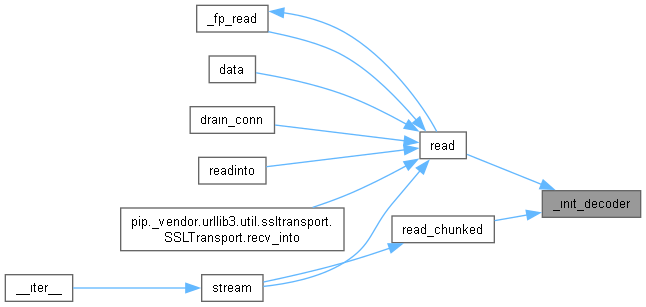 _fp_read
data
drain_conn
readinto
read
_init_decoder
pip._vendor.urllib3.util.ssltransport.
SSLTransport.recv_into
read_chunked
__iter__
stream